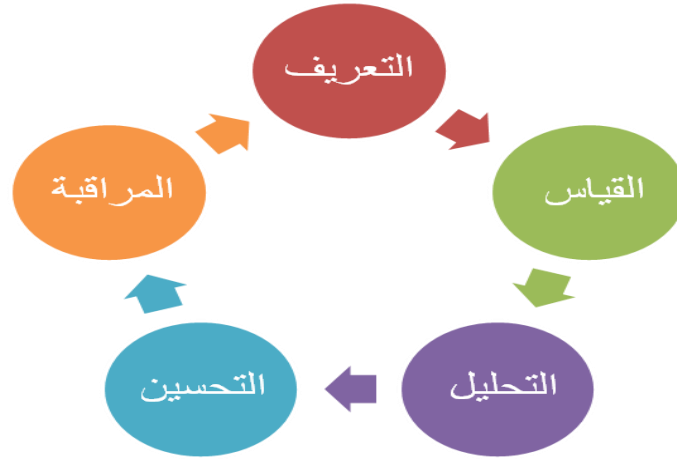 التعريف
القياس
التحليل
التحسين
المراقبة